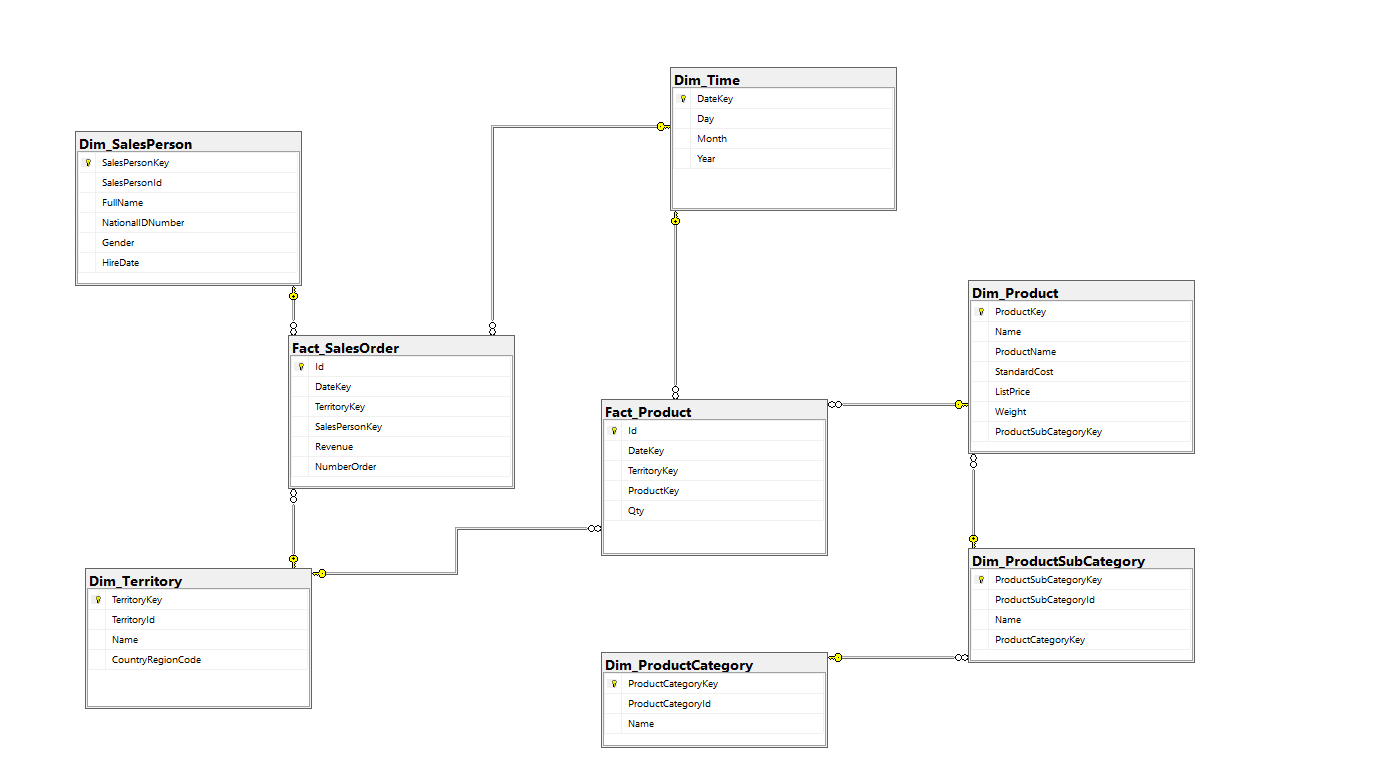 Dim_Time
DateKey
Day
Month
Year
Dim_SalesPerson
SalesPersonKey
SalesPersonId
FullName
NationalIDNumber
Gender
HireDate
Dim_Product
ProductKey
Name
ProductName
StandardCost
ListPrice
Weight
ProductSubCategoryKey
Fact_SalesOrder
Id
DateKey
TerritoryKey
SalesPersonKey
Revenue
NumberOrder
Fact_Product
Id
DateKey
TerritoryKey
ProductKey
Qty
Dim_Territory
TerritoryKey
TerritoryId
Name
CountryRegionCode
Dim_ProductSubCategory
ProductSubCategoryKey
ProductSubCategoryId
Name
ProductCategoryKey
Dim_ProductCategory
ProductCategoryKey
ProductCategoryId
Name